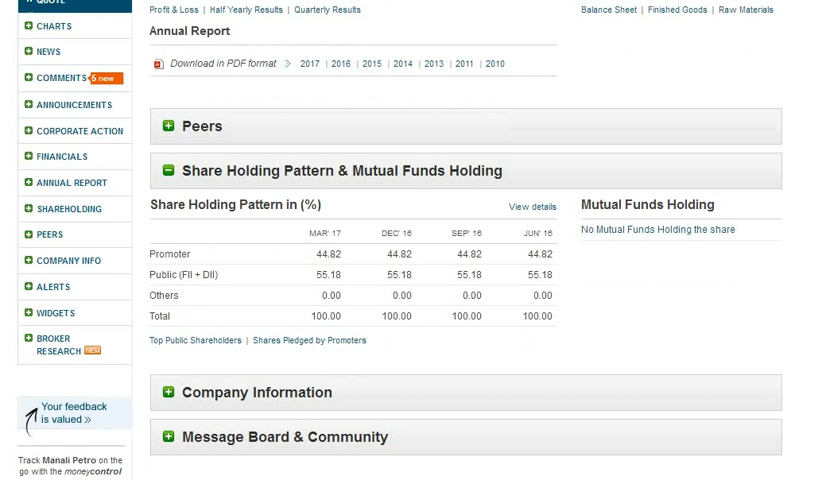 QUOTE
CHARTS
NEWS
COMMENTS 5 new
ANNOUNCEMENTS
CORPORATE ACTION
FINANCIALS
ANNUAL REPORT
SHAREHOLDING
PEERS
COMPANY INFO
ALERTS
WIDGETS
BROKER
RESEARCH NEW
Your feedback
is valued »
Track Manali Petro on the
go with the moneycontrol
Profit & Loss | Half Yearly Results | Quarterly Results
Balance Sheet | Finished Goods | Raw Materials
Annual Report
Download in PDF format 2017 | 2016 | 2015 | 2014 | 2013 | 2011 | 2010
Peers
Share Holding Pattern & Mutual Funds Holding
Share Holding Pattern in (%) View details
MAR' 17 DEC' 16 SEP' 16 JUN' 16
Promoter 44.82 44.82 44.82 44.82
Public (FII + DII) 55.18 55.18 55.18 55.18
Others 0.00 0.00 0.00 0.00
Total 100.00 100.00 100.00 100.00
Top Public Shareholders | Shares Pledged by Promoters
Mutual Funds Holding
No Mutual Funds Holding the share
Company Information
Message Board & Community